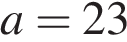 a = 23